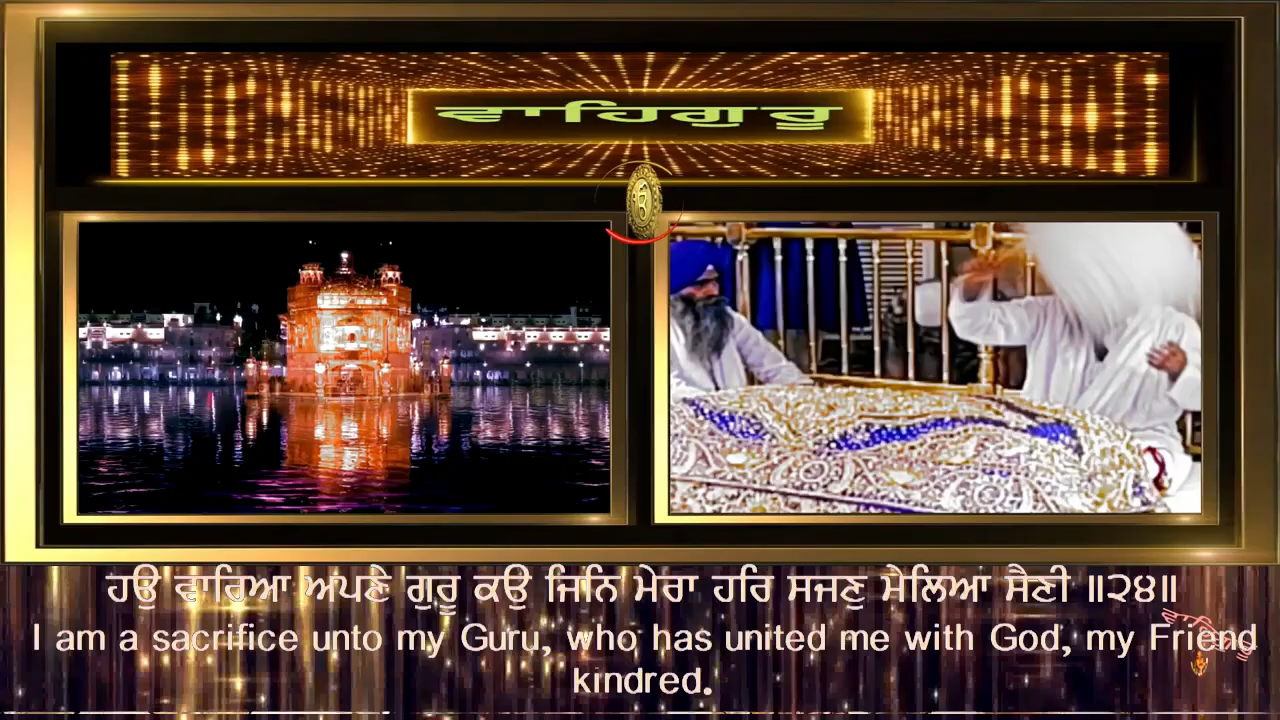 ਵਾਹਿਗੁਰੂ
ੴ
ਹਉ ਵਾਰਿਆ ਅਪਣੇ ਗੁਰੂ ਕਉ ਜਿਨਿ ਮੇਰਾ ਹਰਿ ਸਜਣੁ ਮੇਲਿਆ ਸੈਣੀ ॥੨੪॥
I am a sacrifice unto my Guru, who has united me with God, my Friend
kindred.